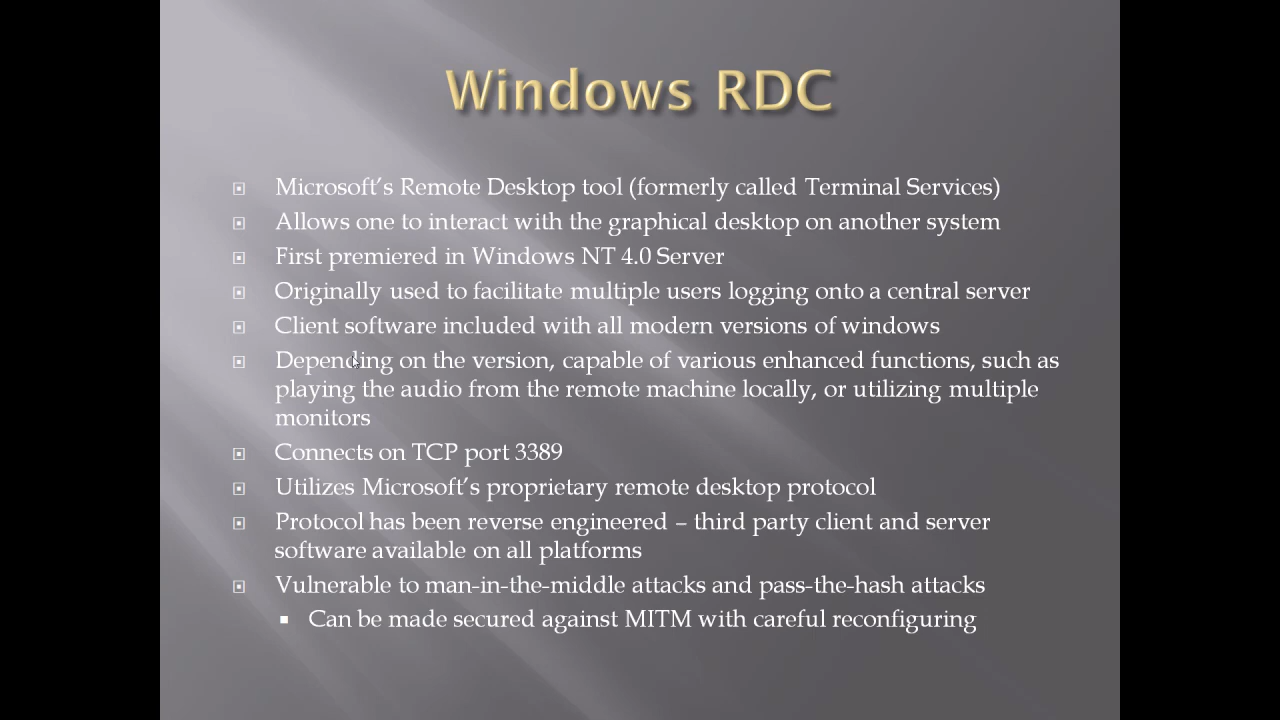 Windows RDC
Microsoft's Remote Desktop tool (formerly called Terminal Services)
Allows one to interact with the graphical desktop on another system
First premiered in Windows NT 4.0 Server
Originally used to facilitate multiple users logging onto a central server
Client software included with all modern versions of windows
Depending on the version, capable of various enhanced functions, such as
playing the audio from the remote machine locally, or utilizing multiple
monitors
Connects on TCP port 3389
Utilizes Microsoft's proprietary remote desktop protocol
Protocol has been reverse engineered – third party client and server
software available on all platforms
Vulnerable to man-in-the-middle attacks and pass-the-hash attacks
Can be made secured against MITM with careful reconfiguring